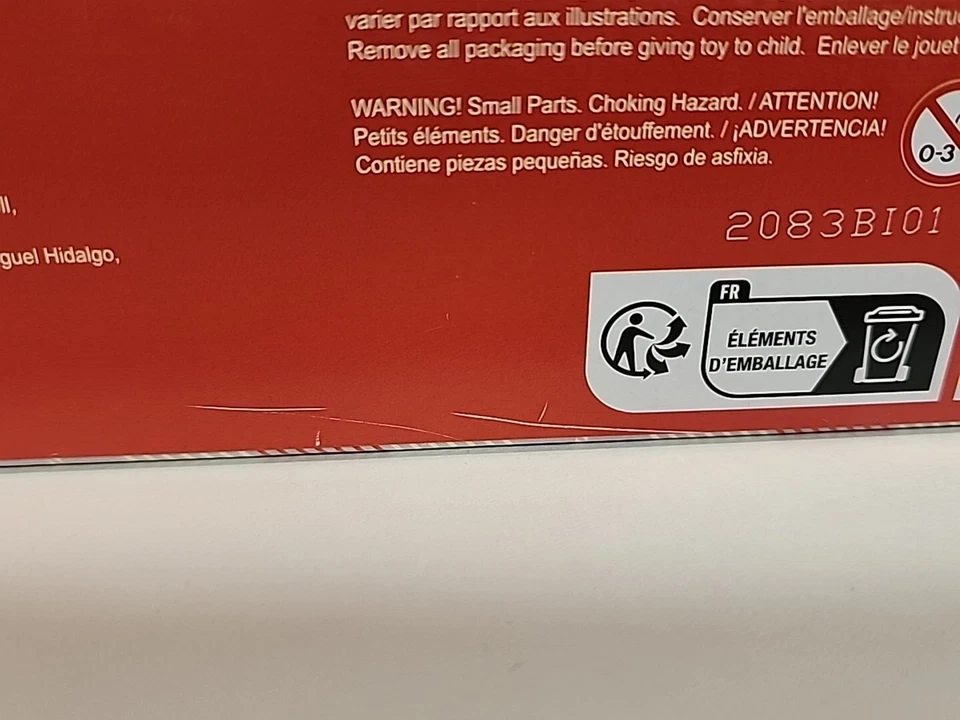 varier par rapport aux illustrations. Conserver l'emballage/instru
Remove all packaging before giving toy to child. Enlever le jouet
WARNING! Small Parts. Choking Hazard. / ATTENTION!
Petits éléments. Danger d'étouffement. / ¡ADVERTENCIA!
Contiene piezas pequeñas. Riesgo de asfixia.
0-3
ll,
guel Hidalgo,
2083BI01
FR
ÉLÉMENTS
D'EMBALLAGE